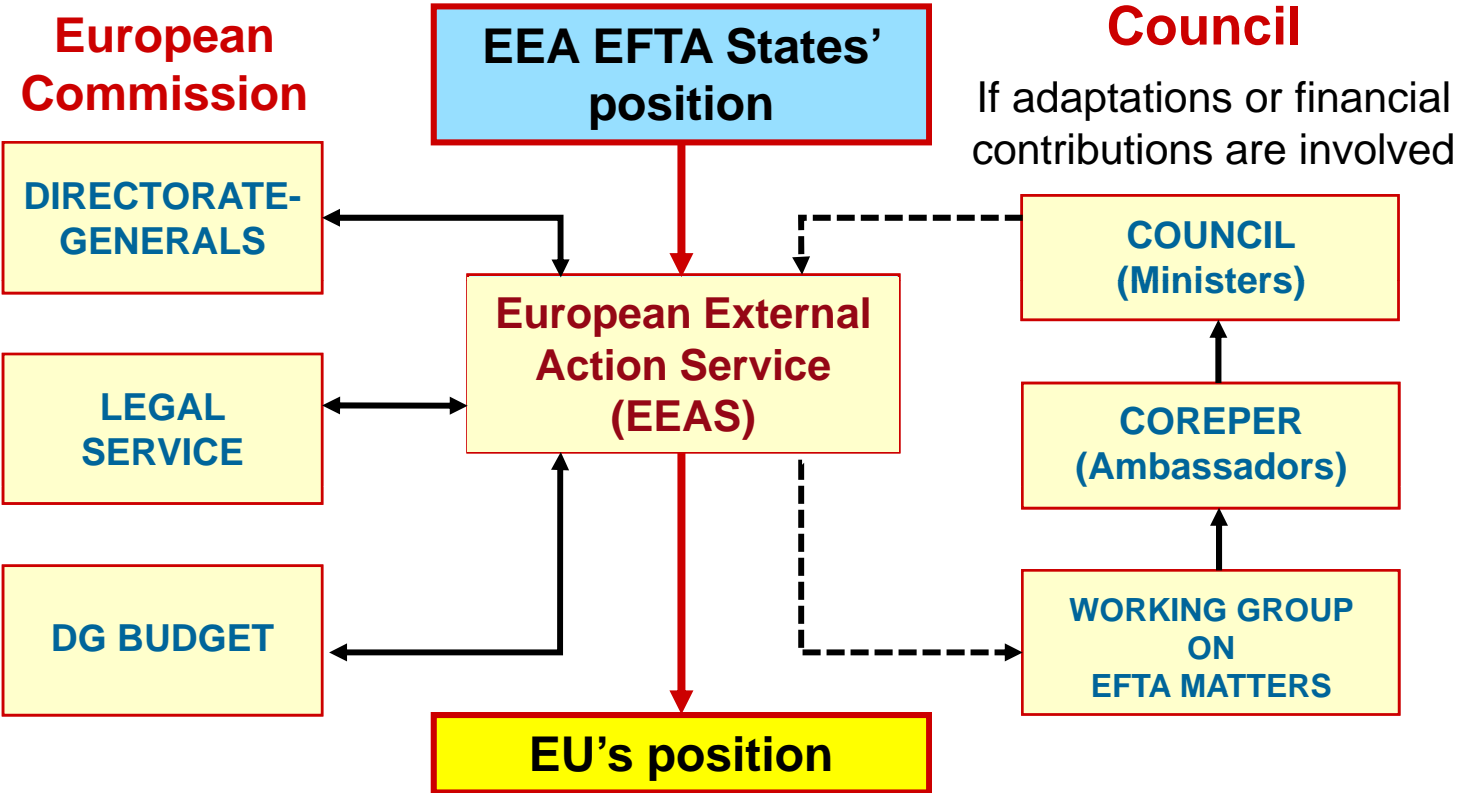 European
Commission
DIRECTORATE-
GENERALS
LEGAL
SERVICE
DG BUDGET
EEA EFTA States’
position
European External
Action Service
(EEAS)
EU’s position
Council
If adaptations or financial
contributions are involved
COUNCIL
(Ministers)
COREPER
(Ambassadors)
WORKING GROUP
ON
EFTA MATTERS